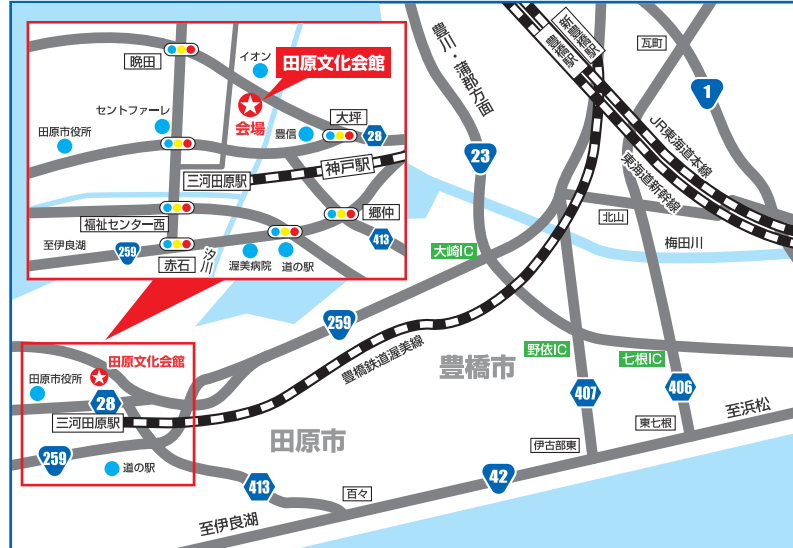 晩田
イオン
田原文化会館
セントファーレ
会場
大坪
田原市役所
豊信
28
三河田原駅
神戸駅
福祉センター西
郷仲
至伊良湖
259
赤石
汐川
渥美病院
道の駅
413
豊川・蒲郡方面
新豊橋駅
豊橋駅
瓦町
1
23
JR東海道本線
東海道新幹線
北山
梅田川
大崎IC
259
豊橋鉄道渥美線
野依IC
七根IC
豊橋市
田原文化会館
田原市役所
28
三河田原駅
259
道の駅
田原市
407
406
至浜松
東七根
伊古部東
42
413
百々
至伊良湖